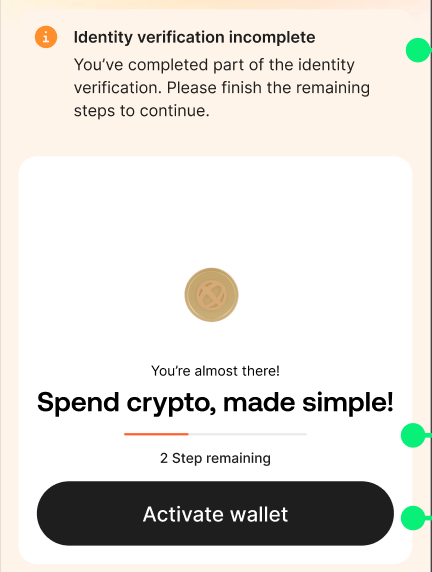 Identity verification incomplete
You’ve completed part of the identity
verification. Please finish the remaining
steps to continue.
You’re almost there!
Spend crypto, made simple!
2 Step remaining
Activate wallet